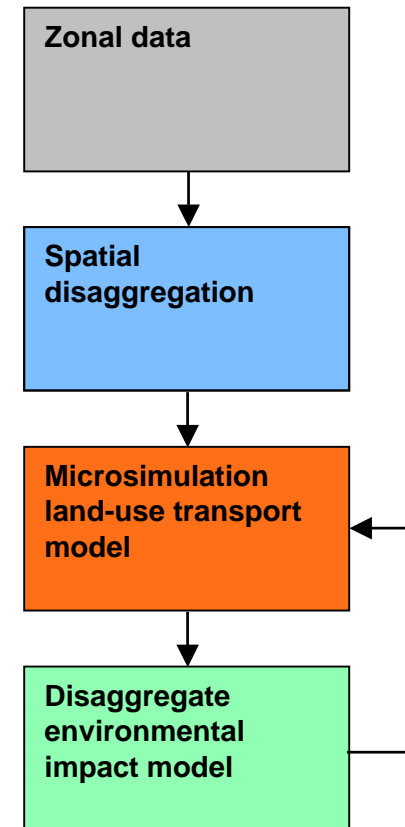 Zonal data
Spatial
disaggregation
Microsimulation
land-use transport
model
Disaggregate
environmental
impact model